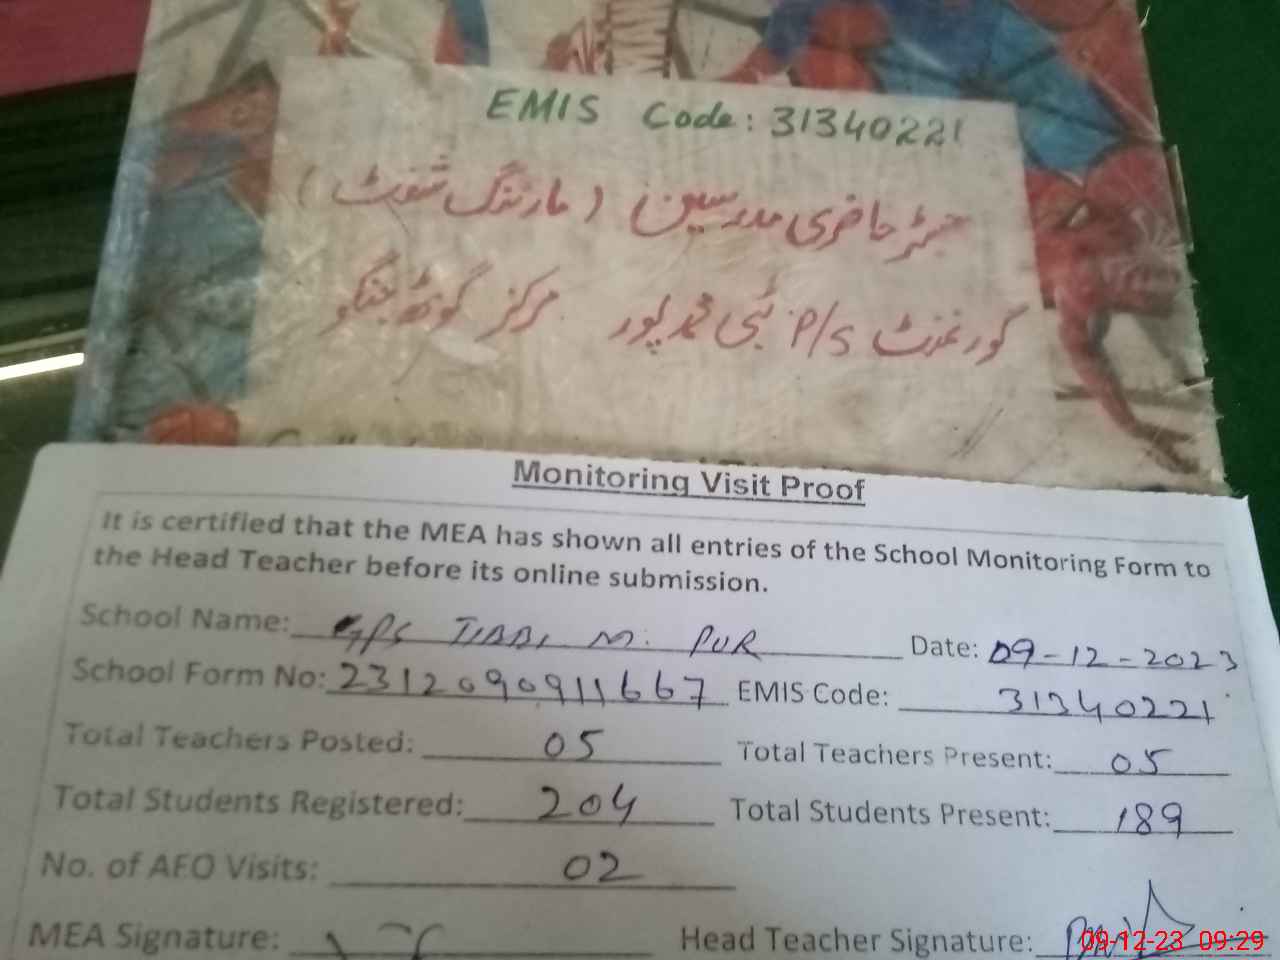 EMIS Code: 31340221
رجسٹر حاضری مدرسین (مارننگ شفٹ)
گورنمنٹ P/S ٹبی محمد پور مرکز گوٹھ جنگو
Monitoring Visit Proof
It is certified that the MEA has shown all entries of the School Monitoring Form to
the Head Teacher before its online submission.
School Name: GPS TIBBI M. PUR Date: 09-12-2023
School Form No: 2312090911667 EMIS Code: 31340221
Total Teachers Posted: 05 Total Teachers Present: 05
Total Students Registered: 204 Total Students Present: 189
No. of AEO Visits: 02
MEA Signature: Head Teacher Signature:
09-12-23 09:29